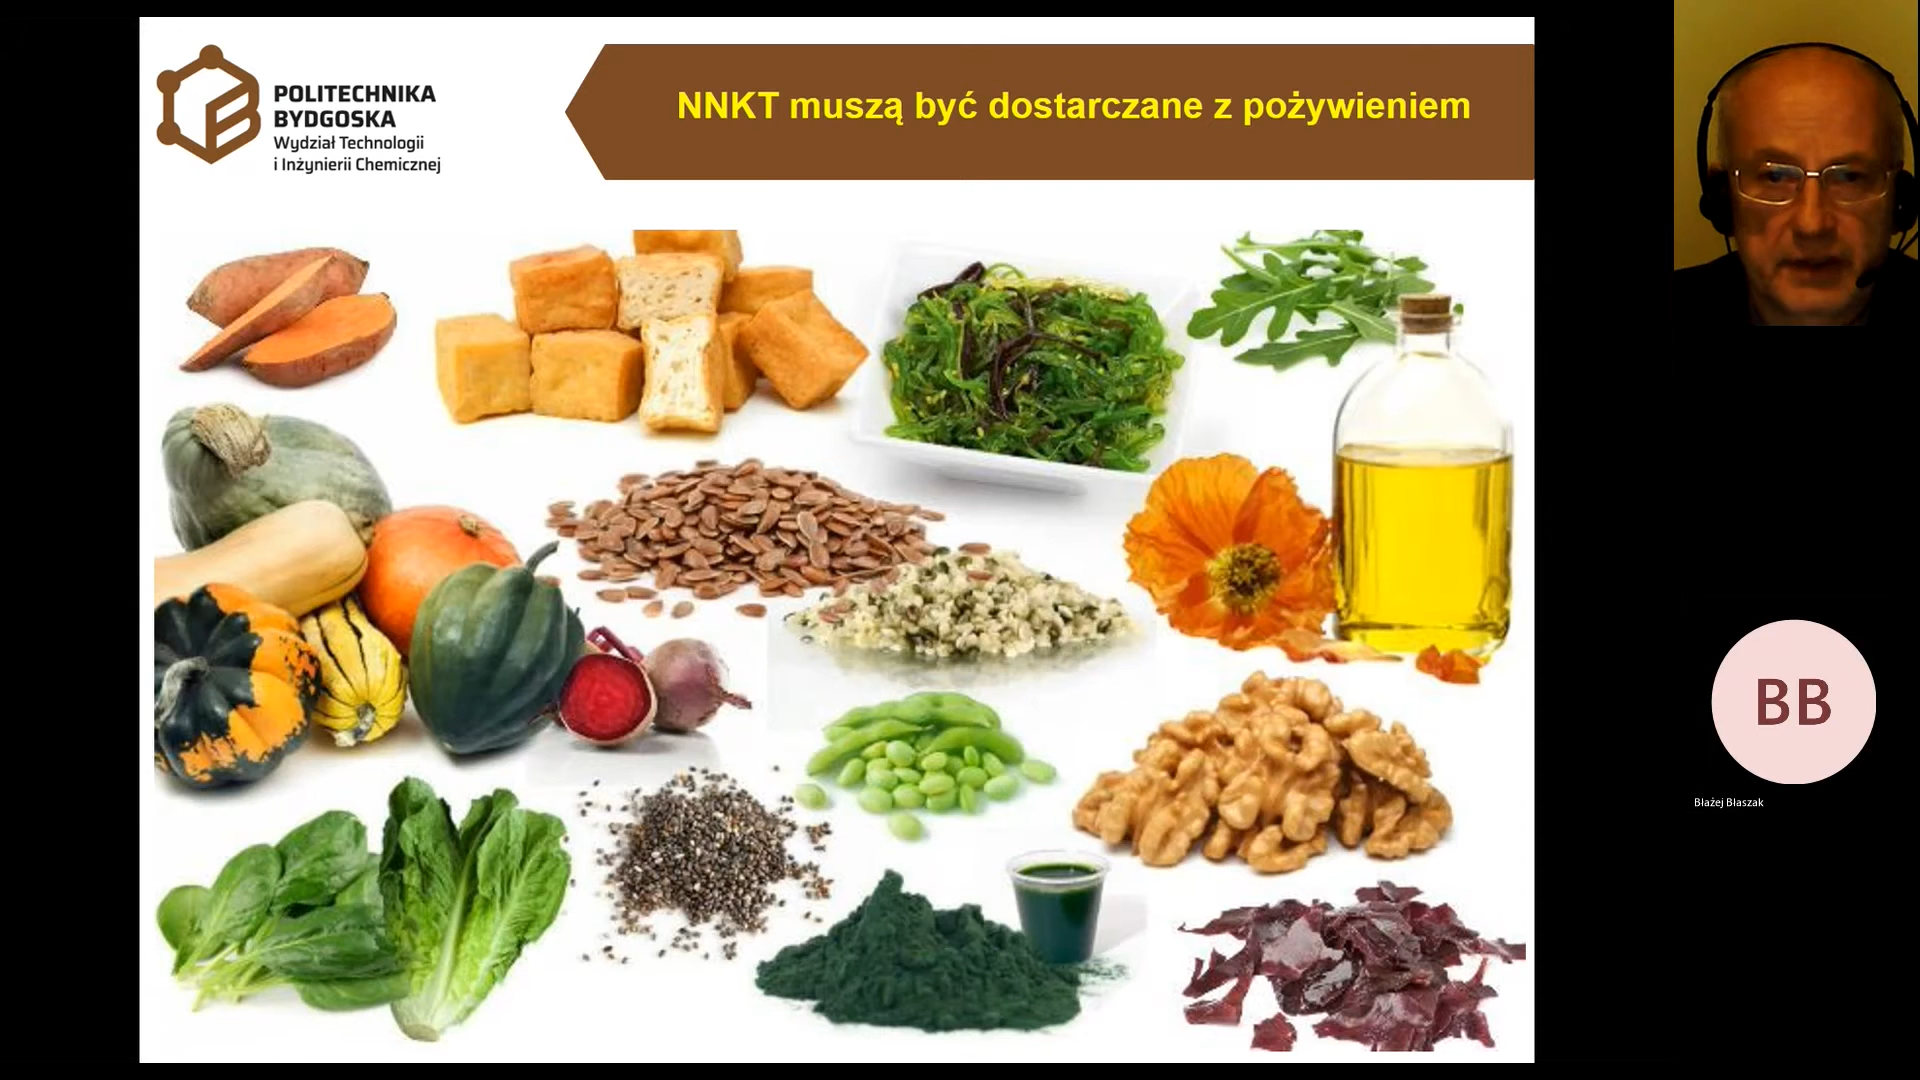 POLITECHNIKA
BYDGOSKA
Wydział Technologii
i Inżynierii Chemicznej
NNKT muszą być dostarczane z pożywieniem
BB
Błażej Błaszak